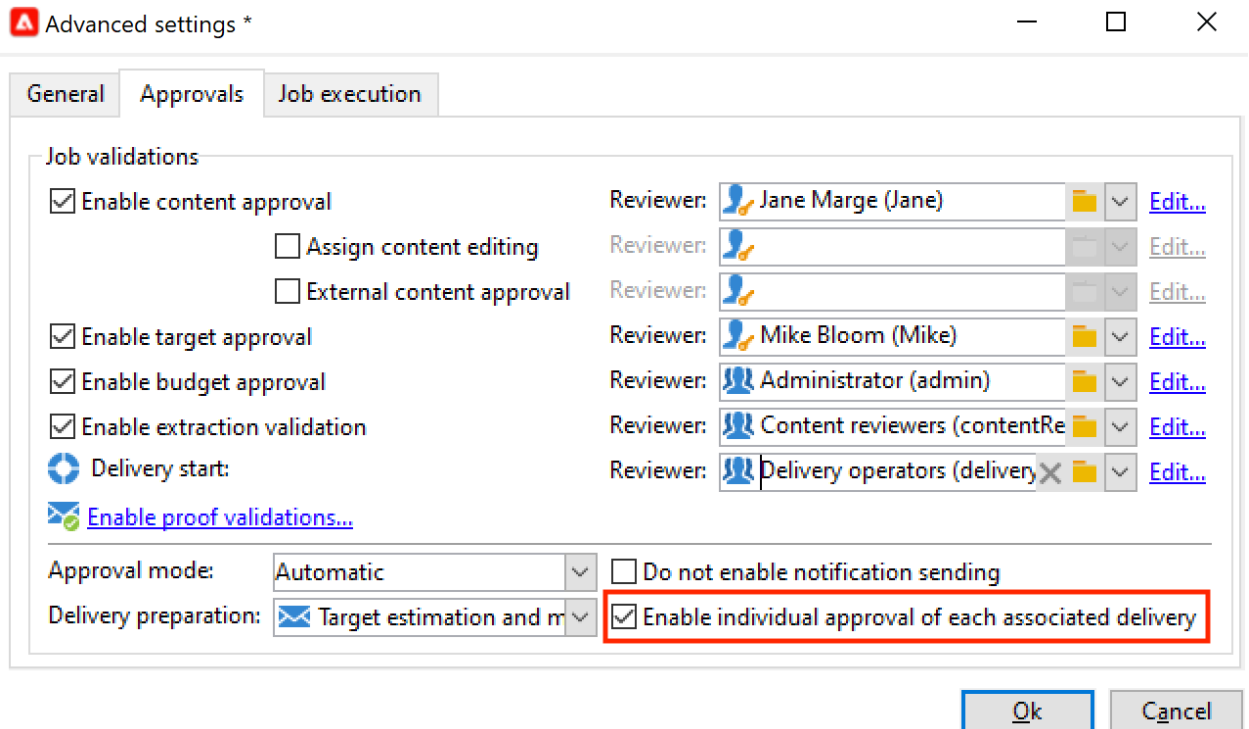 Advanced settings *
General Approvals Job execution
Job validations
Enable content approval Reviewer: Jane Marge (Jane) Edit...
Assign content editing Reviewer: Edit...
External content approval Reviewer: Edit...
Enable target approval Reviewer: Mike Bloom (Mike) Edit...
Enable budget approval Reviewer: Administrator (admin) Edit...
Enable extraction validation Reviewer: Content reviewers (contentRe Edit...
Delivery start: Reviewer: Delivery operators (delivery Edit...
Enable proof validations...
Approval mode: Automatic Do not enable notification sending
Delivery preparation: Target estimation and m Enable individual approval of each associated delivery
Ok Cancel